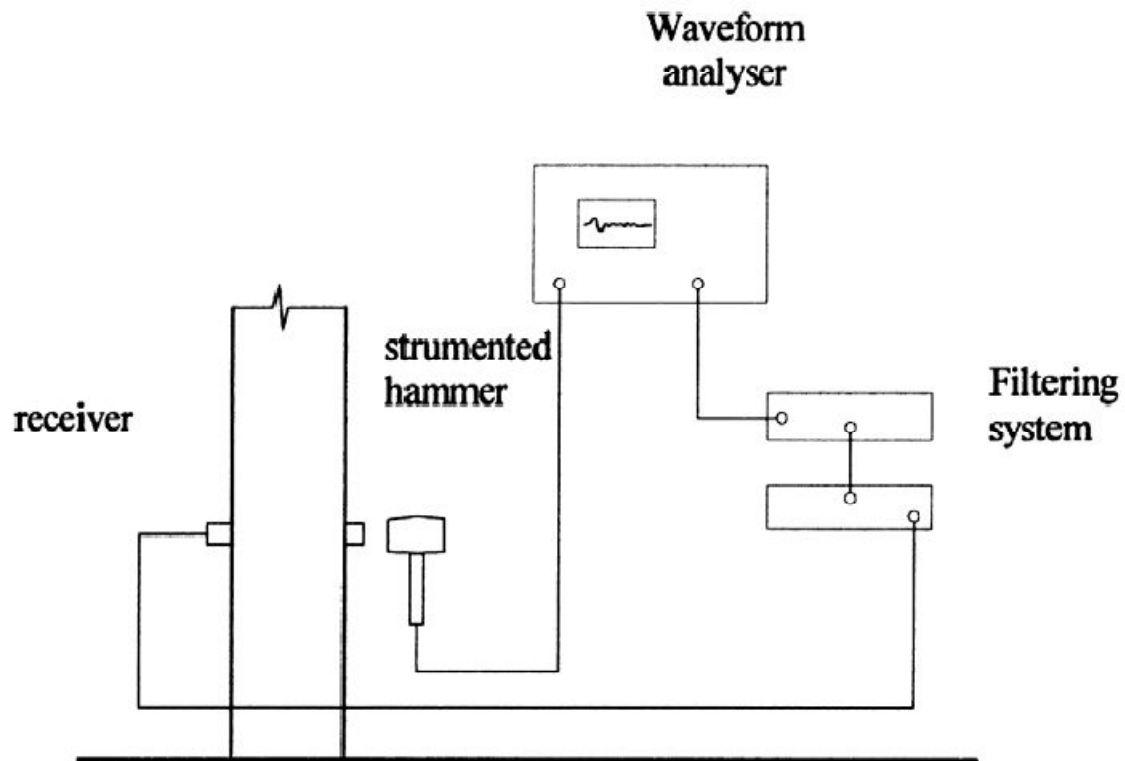 Waveform
analyser
strumented
hammer
receiver
Filtering
system